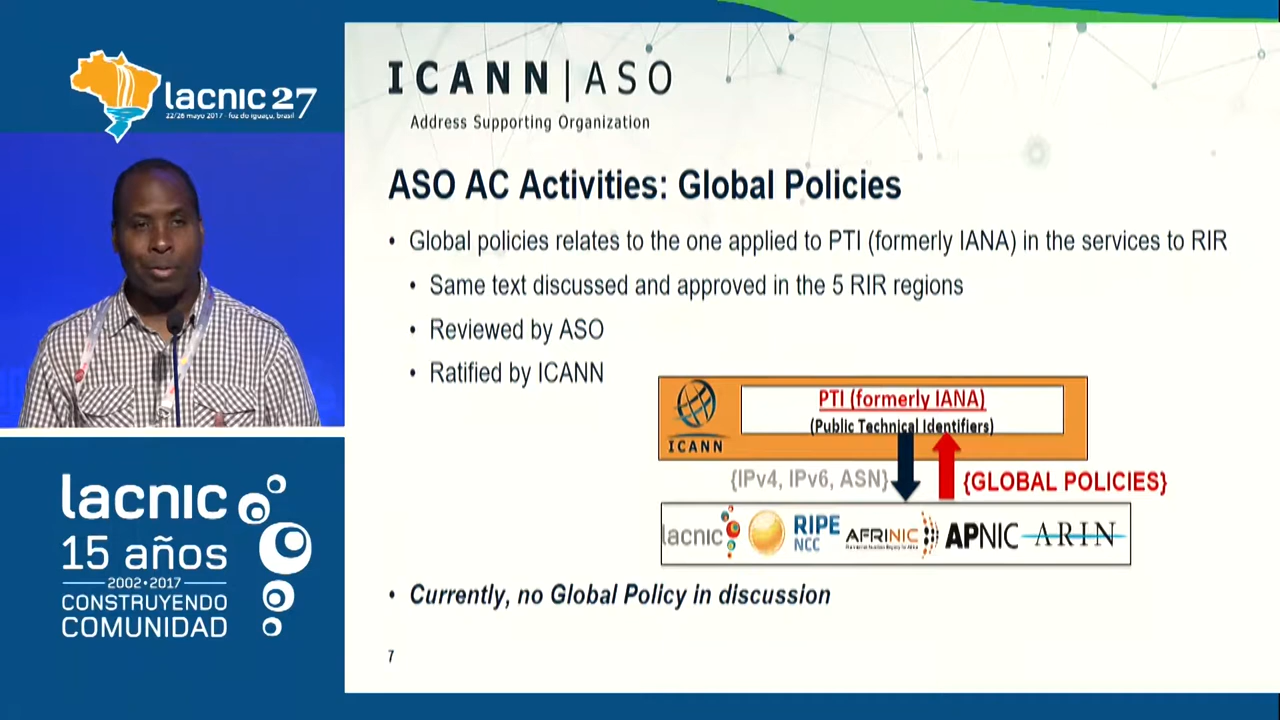 lacnic 27
22/26 mayo 2017 - foz do iguaçu, brasil
lacnic
15 años
2002•2017
CONSTRUYENDO
COMUNIDAD
ICANN | ASO
Address Supporting Organization
ASO AC Activities: Global Policies
• Global policies relates to the one applied to PTI (formerly IANA) in the services to RIR
• Same text discussed and approved in the 5 RIR regions
• Reviewed by ASO
• Ratified by ICANN
ICANN
PTI (formerly IANA)
(Public Technical Identifiers)
{IPv4, IPv6, ASN}
{GLOBAL POLICIES}
lacnic
RIPE
NCC
AFRINIC
APNIC
ARIN
• Currently, no Global Policy in discussion
7